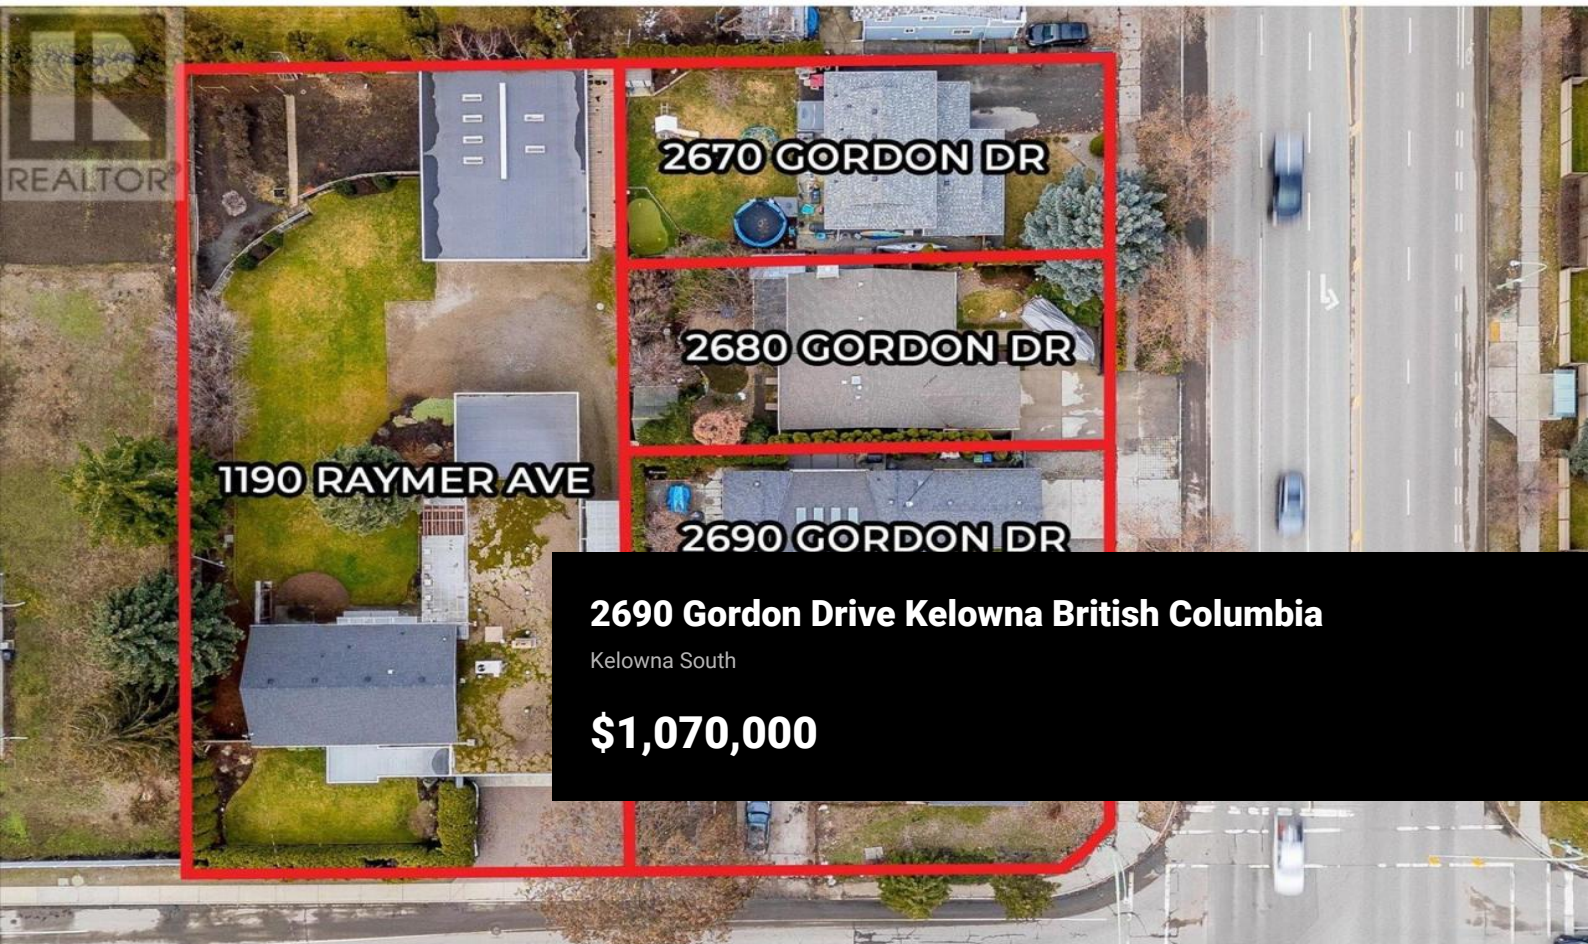 REALTOR®
2670 GORDON DR
2680 GORDON DR
1190 RAYMER AVE
2690 GORDON DR
2690 Gordon Drive Kelowna British Columbia
Kelowna South
$1,070,000